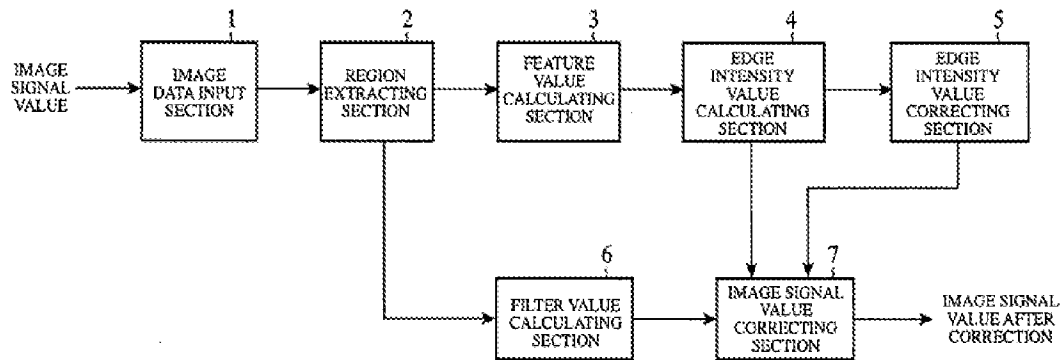 1
2
3
4
5
IMAGE
SIGNAL
VALUE
IMAGE
DATA INPUT
SECTION
REGION
EXTRACTING
SECTION
FEATURE
VALUE
CALCULATING
SECTION
EDGE
INTENSITY
VALUE
CALCULATING
SECTION
EDGE
INTENSITY
VALUE
CORRECTING
SECTION
6
7
FILTER VALUE
CALCULATING
SECTION
IMAGE SIGNAL
VALUE
CORRECTING
SECTION
IMAGE SIGNAL
VALUE AFTER
CORRECTION